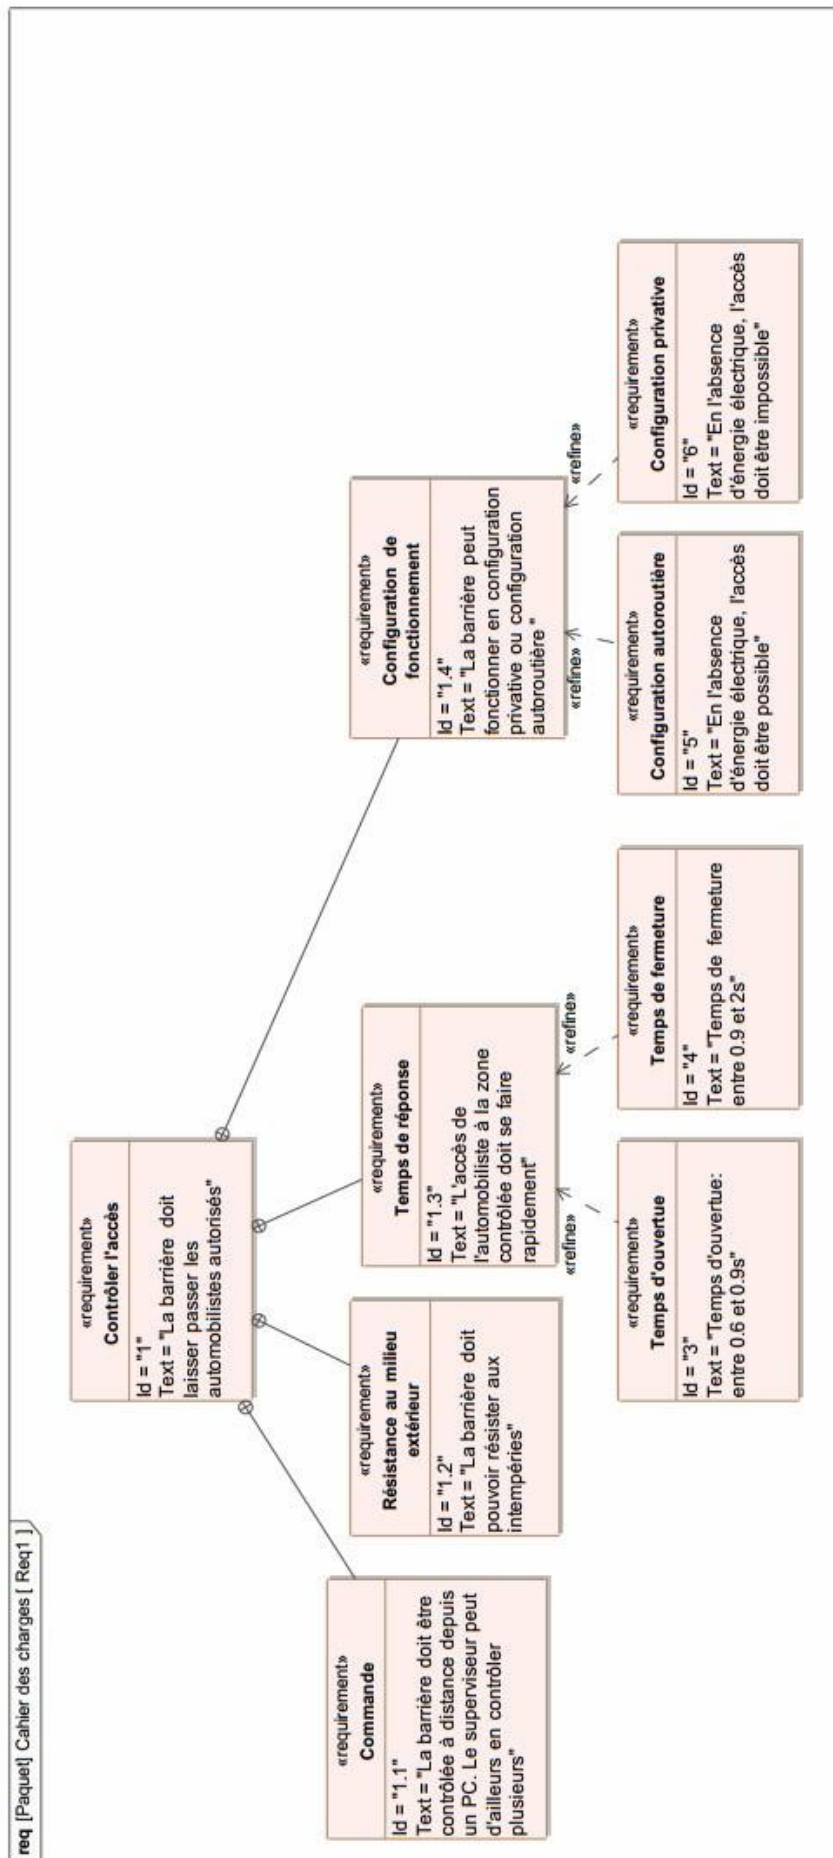 req [Paquet] Cahier des charges [ Req1 ]
«requirement»
Contrôler l'accès
Id = "1"
Text = "La barrière doit
laisser passer les
automobilistes autorisés"
«requirement»
Commande
Id = "1.1"
Text = "La barrière doit être
contrôlée à distance depuis
un PC. Le superviseur peut
d'ailleurs en contrôler
plusieurs"
«requirement»
Résistance au milieu
extérieur
Id = "1.2"
Text = "La barrière doit
pouvoir résister aux
intempéries"
«requirement»
Temps de réponse
Id = "1.3"
Text = "L'accès de
l'automobiliste à la zone
contrôlée doit se faire
rapidement"
«requirement»
Configuration de
fonctionnement
Id = "1.4"
Text = "La barrière peut
fonctionner en configuration
privative ou configuration
autoroutière "
«refine»
«refine»
«refine»
«refine»
«requirement»
Temps d'ouvertue
Id = "3"
Text = "Temps d'ouvertue:
entre 0.6 et 0.9s"
«requirement»
Temps de fermeture
Id = "4"
Text = "Temps de fermeture
entre 0.9 et 2s"
«requirement»
Configuration autoroutière
Id = "5"
Text = "En l'absence
d'énergie électrique, l'accès
doit être possible"
«requirement»
Configuration privative
Id = "6"
Text = "En l'absence
d'énergie électrique, l'accès
doit être impossible"